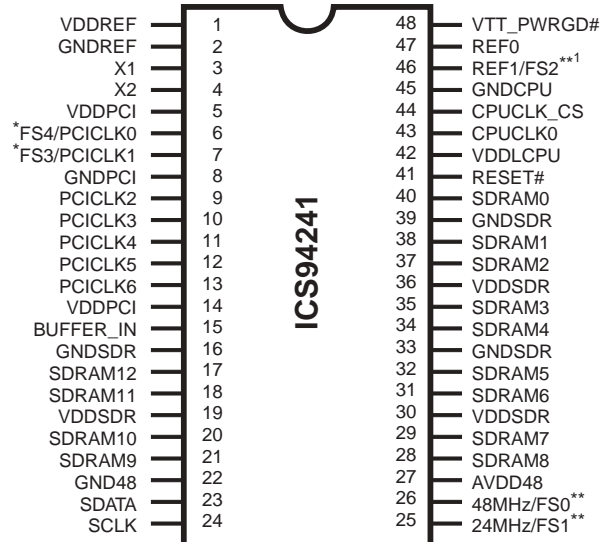 VDDREF 1 48 VTT_PWRGD#
GNDREF 2 47 REF0
X1 3 46 REF1/FS2**1
X2 4 45 GNDCPU
VDDPCI 5 44 CPUCLK_CS
*FS4/PCICLK0 6 43 CPUCLK0
*FS3/PCICLK1 7 42 VDDLCPU
GNDPCI 8 41 RESET#
PCICLK2 9 40 SDRAM0
PCICLK3 10 39 GNDSDR
PCICLK4 11 38 SDRAM1
PCICLK5 12 37 SDRAM2
PCICLK6 13 36 VDDSDR
VDDPCI 14 35 SDRAM3
BUFFER_IN 15 34 SDRAM4
GNDSDR 16 33 GNDSDR
SDRAM12 17 32 SDRAM5
SDRAM11 18 31 SDRAM6
VDDSDR 19 30 VDDSDR
SDRAM10 20 29 SDRAM7
SDRAM9 21 28 SDRAM8
GND48 22 27 AVDD48
SDATA 23 26 48MHz/FS0**
SCLK 24 25 24MHz/FS1**
ICS94241